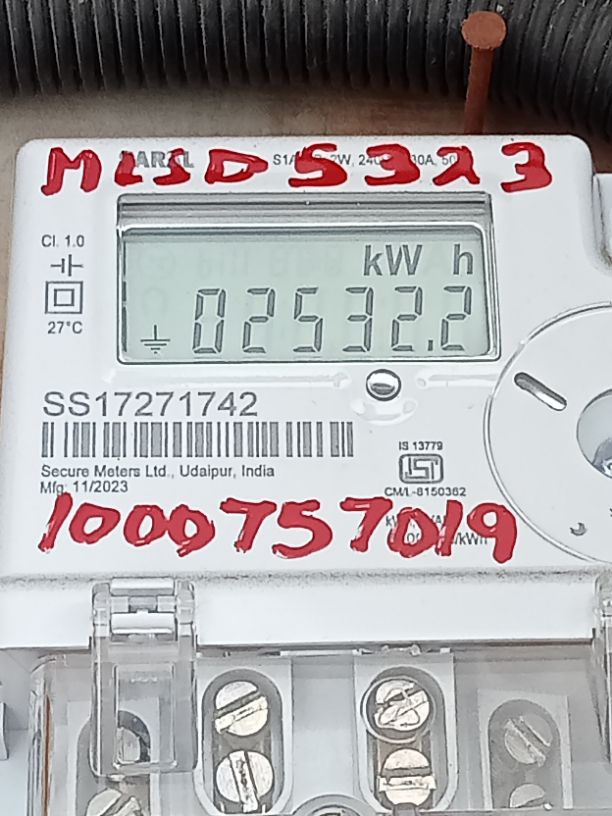 MLSD5323
Cl. 1.0
27°C
kW h
02532.2
SS17271742
Secure Meters Ltd., Udaipur, India
Mfg: 11/2023
IS 13779
CM/L-8150362
1000757019